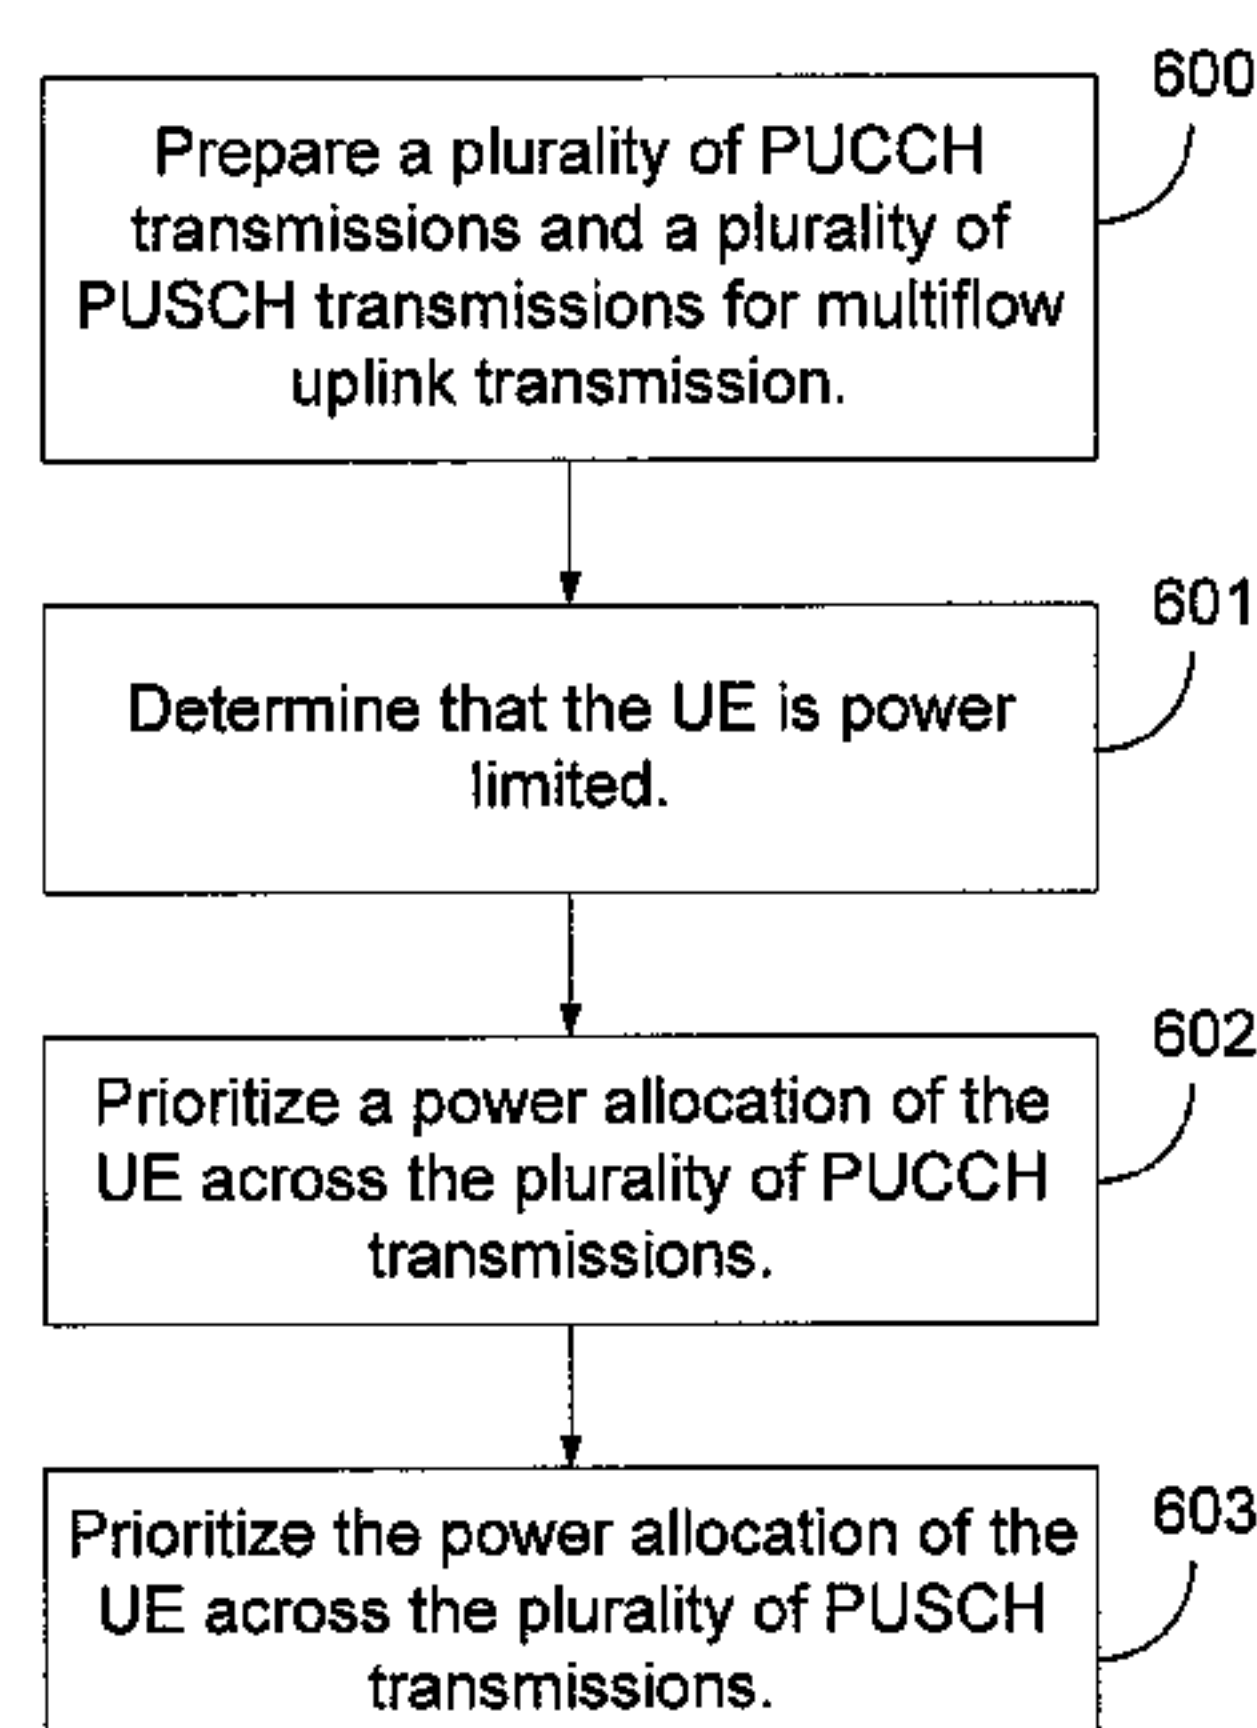 600
Prepare a plurality of PUCCH
transmissions and a plurality of
PUSCH transmissions for multiflow
uplink transmission.
601
Determine that the UE is power
limited.
602
Prioritize a power allocation of the
UE across the plurality of PUCCH
transmissions.
603
Prioritize the power allocation of the
UE across the plurality of PUSCH
transmissions.